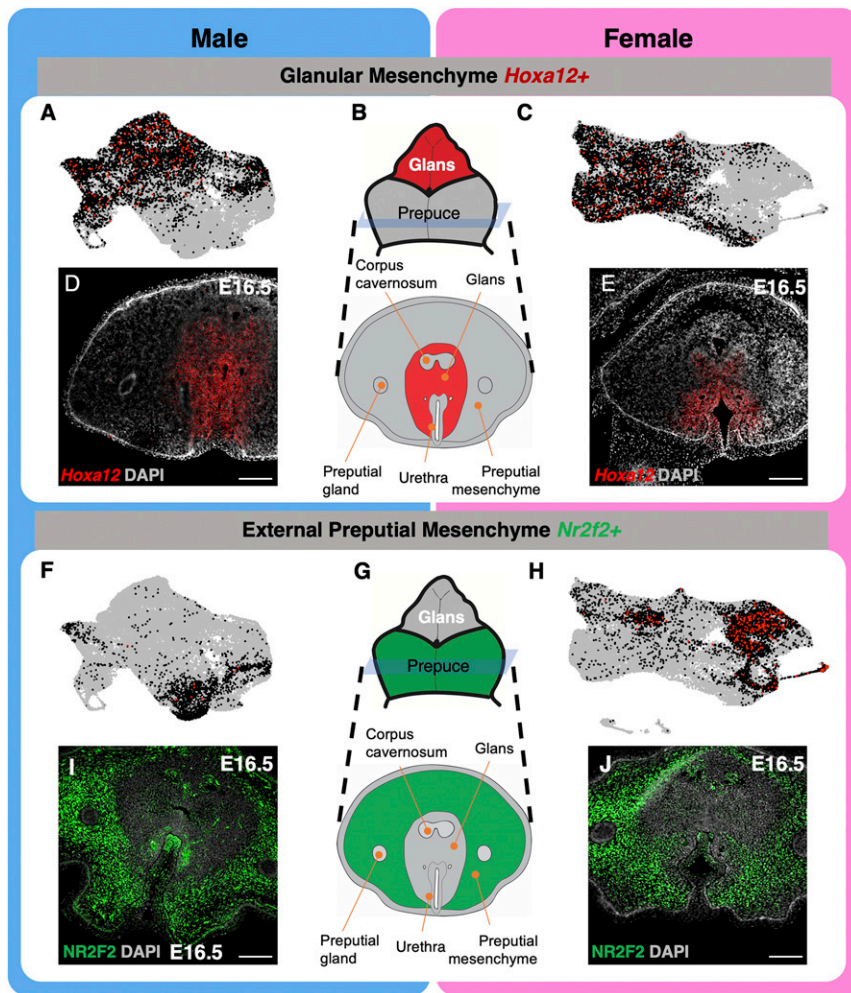 Male
Female
Glanular Mesenchyme Hoxa12+
A
B
C
Glans
Prepuce
Corpus
cavernosum
Glans
D
E16.5
E
E16.5
Hoxa12 DAPI
Preputial
gland
Urethra
Preputial
mesenchyme
Hoxa12 DAPI
External Preputial Mesenchyme Nr2f2+
F
G
H
Glans
Prepuce
Corpus
cavernosum
Glans
I
E16.5
J
E16.5
NR2F2 DAPI E16.5
Preputial
gland
Urethra
Preputial
mesenchyme
NR2F2 DAPI